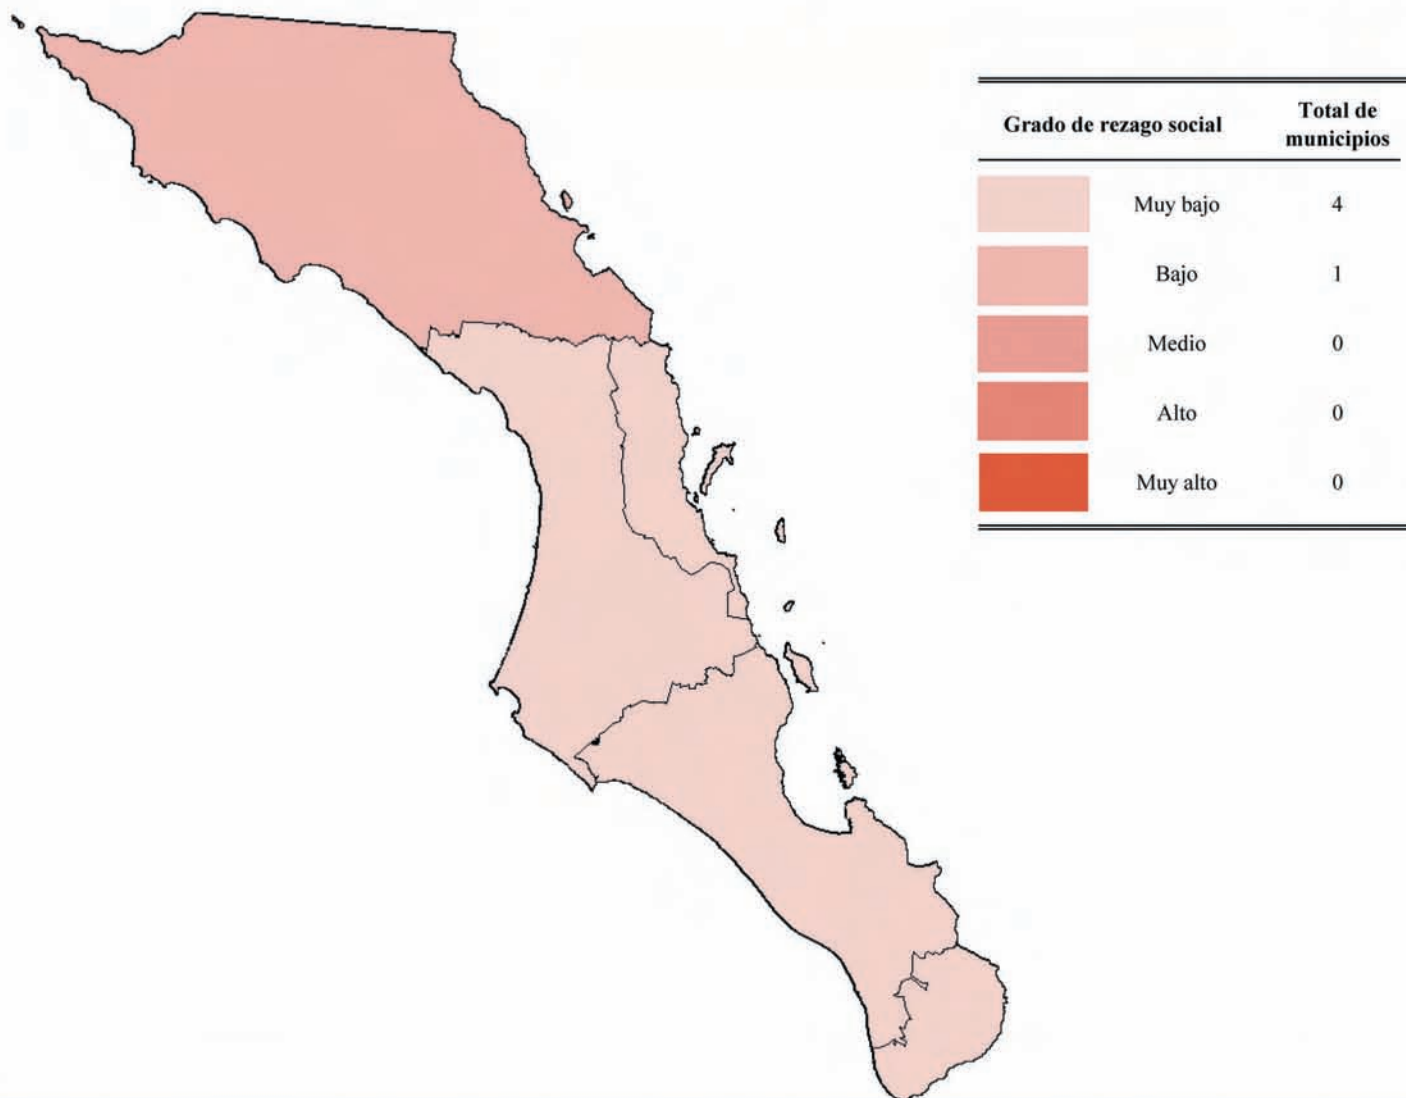 Grado de rezago social Total de municipios
Muy bajo 4
Bajo 1
Medio 0
Alto 0
Muy alto 0